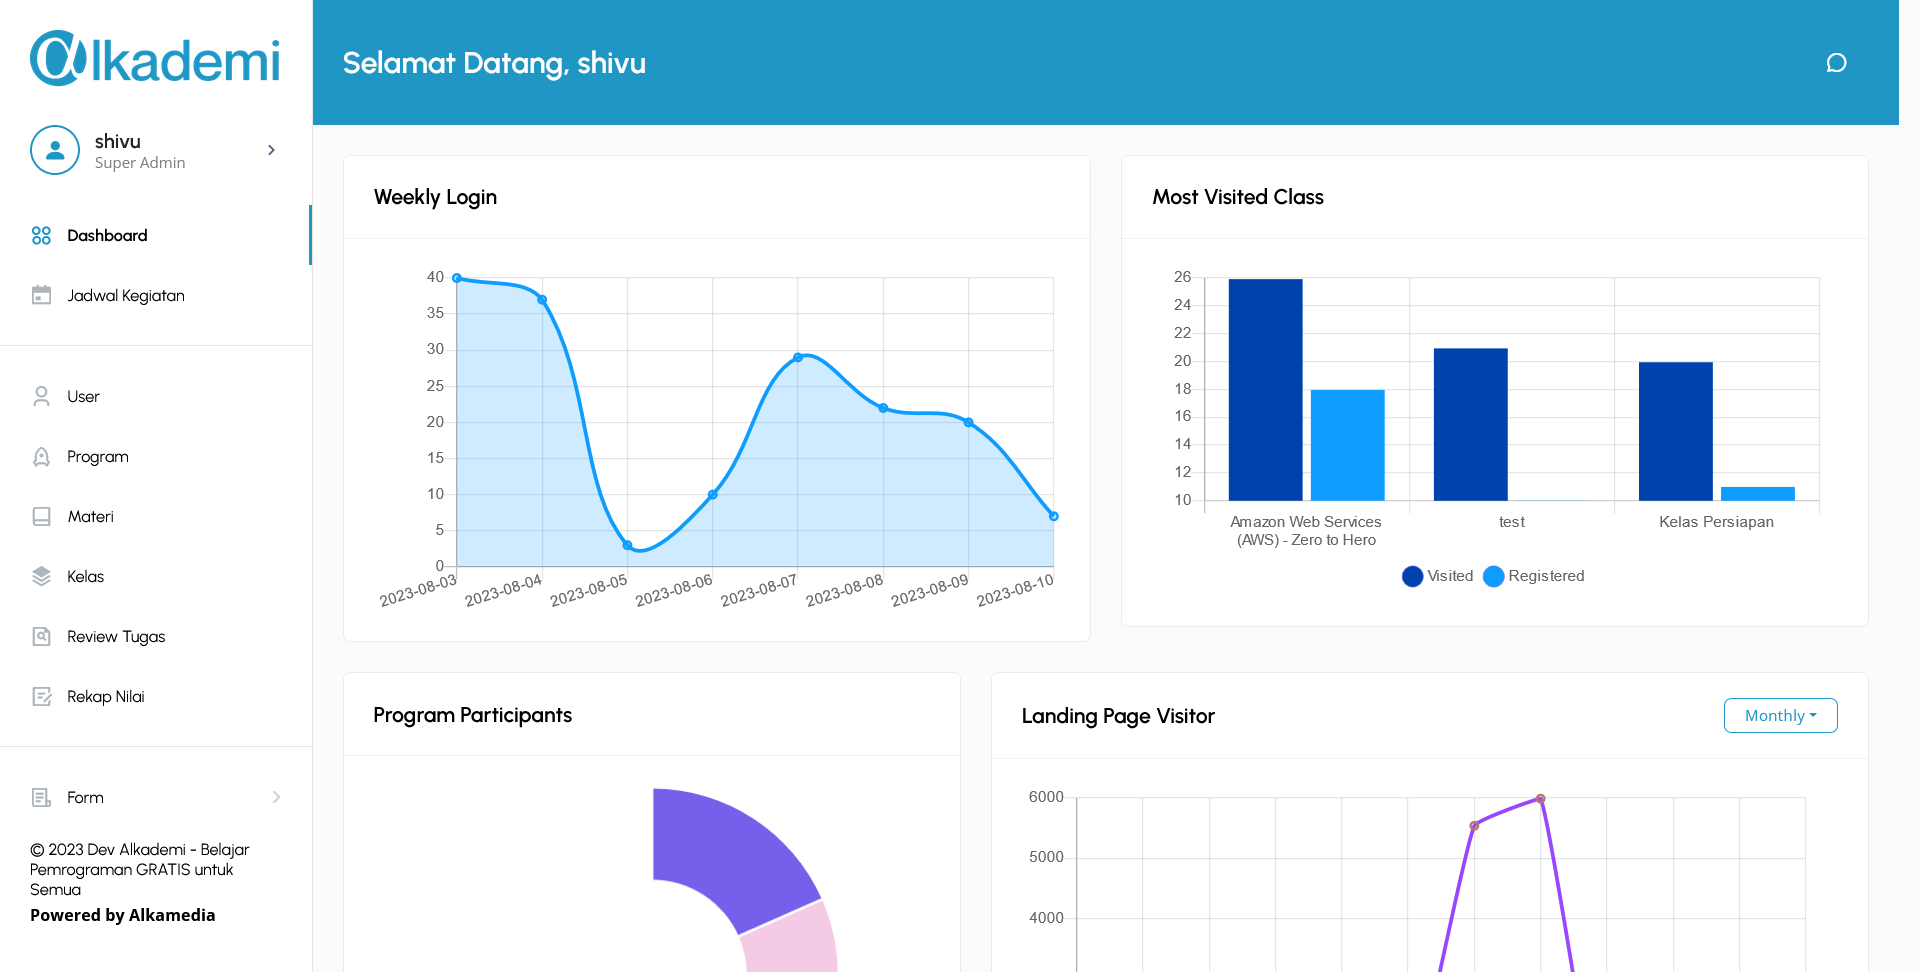 alkademi
shivu
Super Admin
Dashboard
Jadwal Kegiatan
User
Program
Materi
Kelas
Review Tugas
Rekap Nilai
Form
© 2023 Dev Alkademi - Belajar
Pemrograman GRATIS untuk
Semua
Powered by Alkamedia
Selamat Datang, shivu
Weekly Login
40
35
30
25
20
15
10
5
0
2023-08-03
2023-08-04
2023-08-05
2023-08-06
2023-08-07
2023-08-08
2023-08-09
2023-08-10
Most Visited Class
26
24
22
20
18
16
14
12
10
Amazon Web Services
(AWS) - Zero to Hero
test
Kelas Persiapan
Visited
Registered
Program Participants
Landing Page Visitor
Monthly
6000
5000
4000